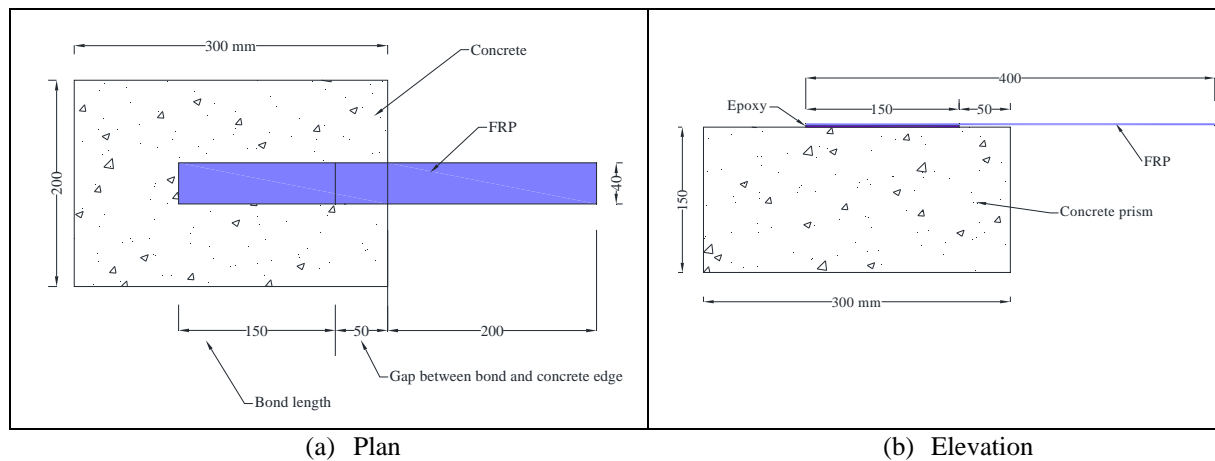 300 mm
Concrete
FRP
200
40
150
50
200
Gap between bond and concrete edge
Bond length
(a) Plan
400
150
50
Epoxy
FRP
150
Concrete prism
300 mm
(b) Elevation